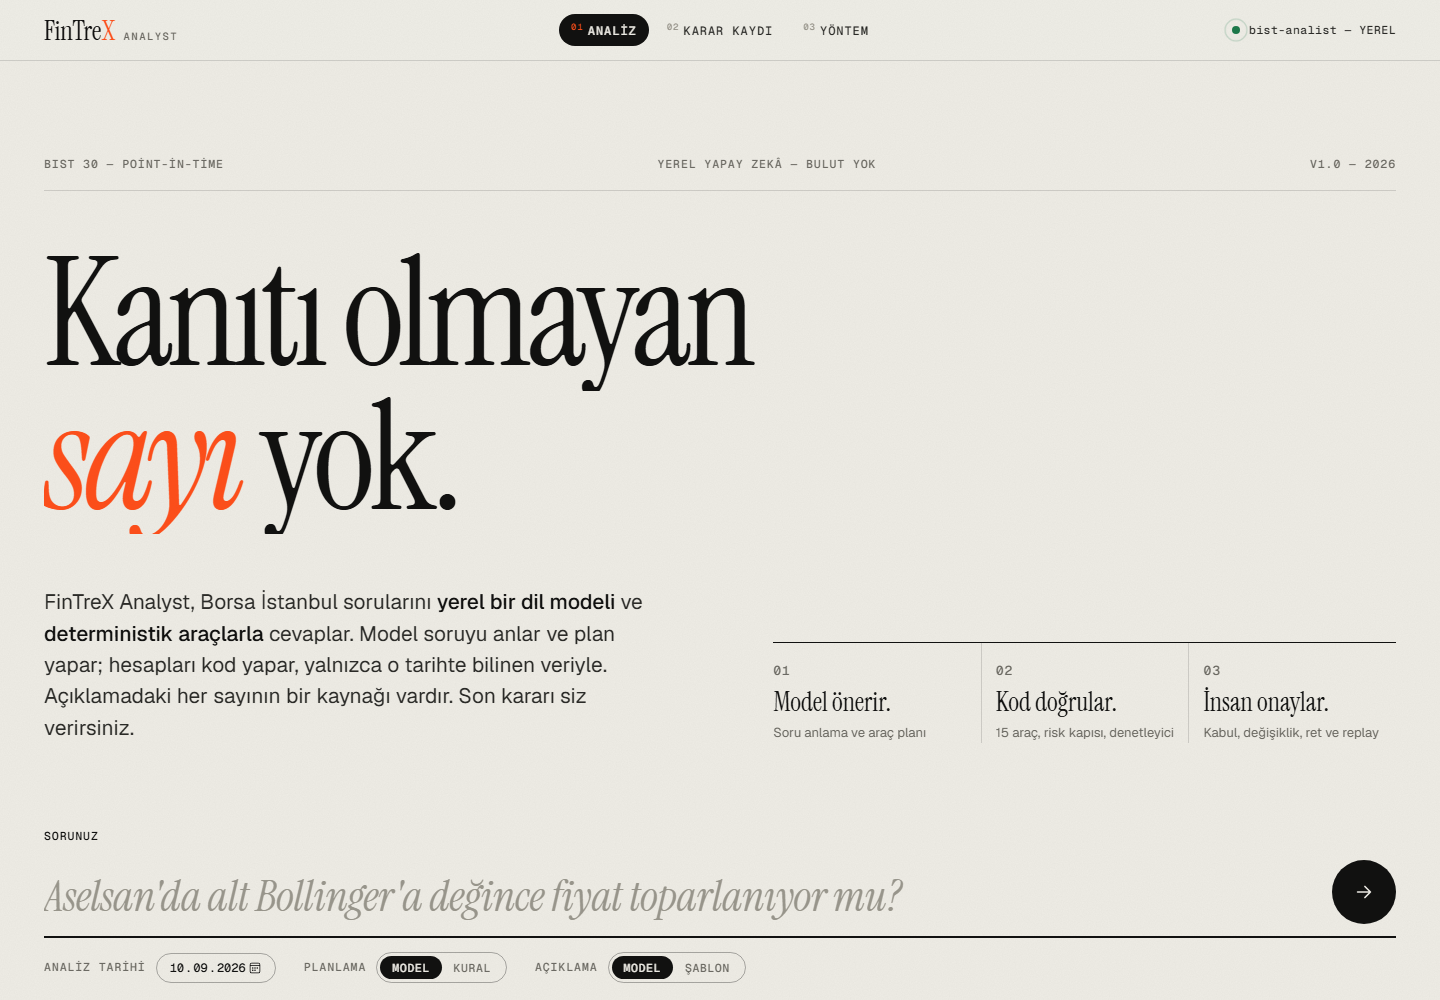 FinTreX ANALYST
01 ANALİZ
02 KARAR KAYDI
03 YÖNTEM
bist-analist — YEREL
BIST 30 — POİNT-İN-TİME
YEREL YAPAY ZEKÂ — BULUT YOK
V1.0 — 2026
Kanıtı olmayan
sayı yok.
FinTreX Analyst, Borsa İstanbul sorularını yerel bir dil modeli ve
deterministik araçlarla cevaplar. Model soruyu anlar ve plan
yapar; hesapları kod yapar, yalnızca o tarihte bilinen veriyle.
Açıklamadaki her sayının bir kaynağı vardır. Son kararı siz
verirsiniz.
01
Model önerir.
Soru anlama ve araç planı
02
Kod doğrular.
15 araç, risk kapısı, denetleyici
03
İnsan onaylar.
Kabul, değişiklik, ret ve replay
SORUNUZ
Aselsan'da alt Bollinger'a değince fiyat toparlanıyor mu?
ANALİZ TARİHİ 10.09.2026
PLANLAMA MODEL KURAL
AÇIKLAMA MODEL ŞABLON